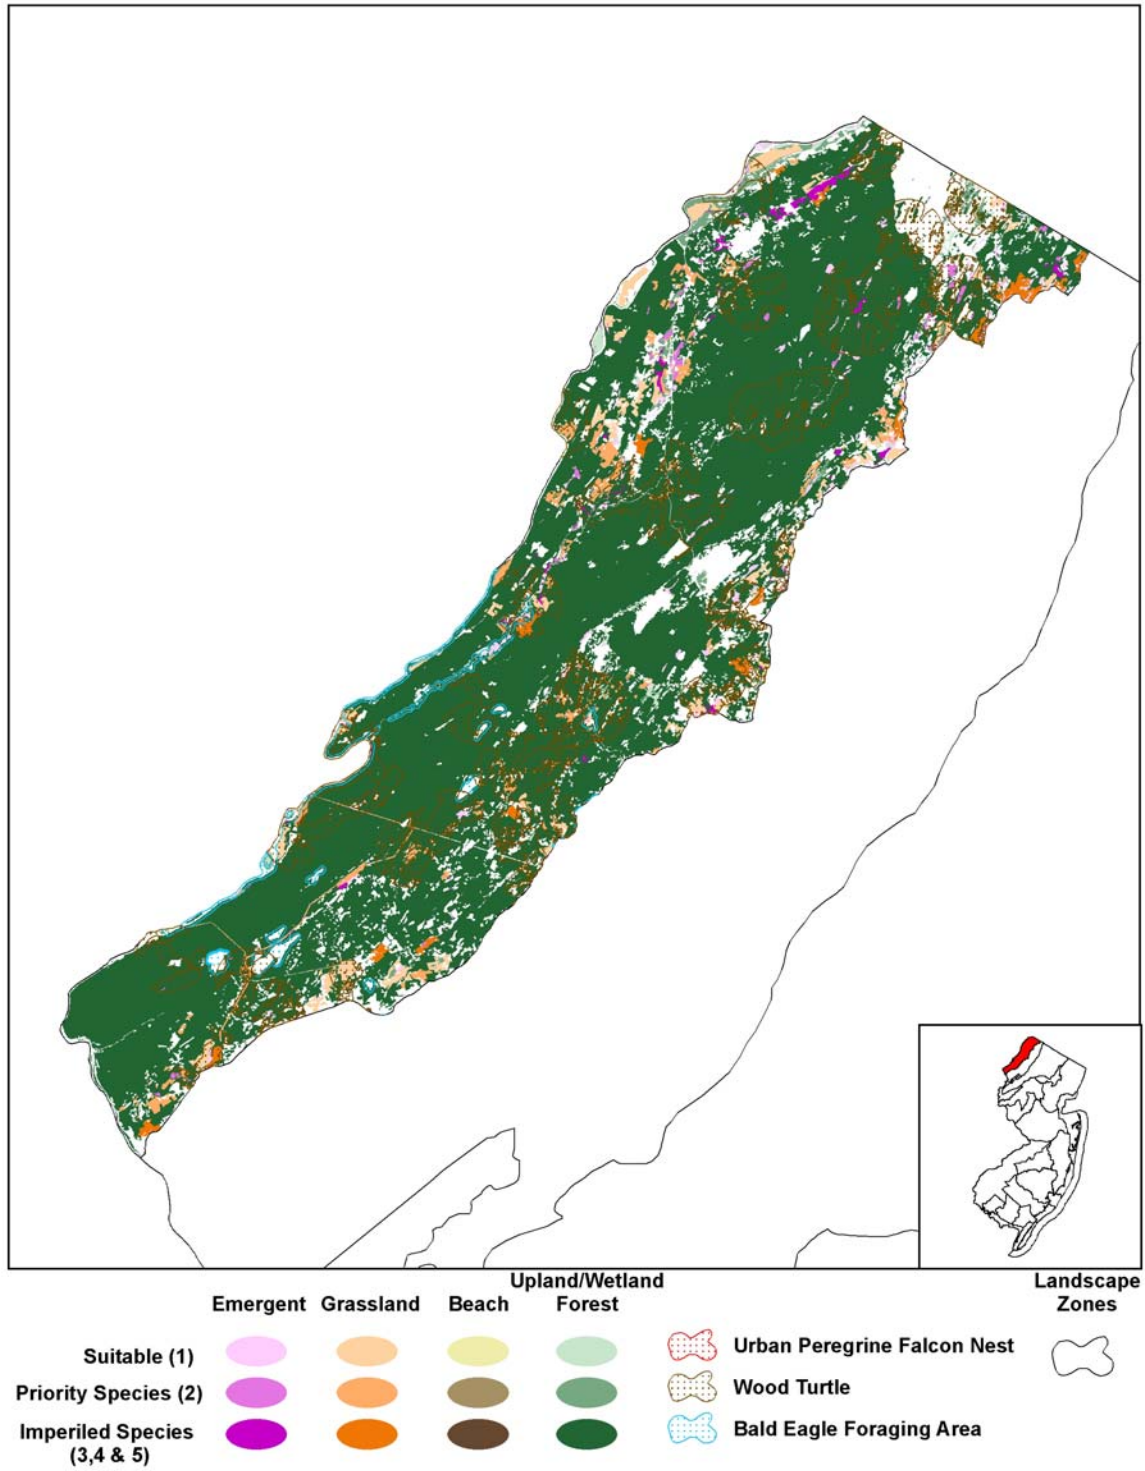 Upland/Wetland
Emergent Grassland Beach Forest
Landscape
Zones
Suitable (1)
Priority Species (2)
Imperiled Species
(3,4 & 5)
Urban Peregrine Falcon Nest
Wood Turtle
Bald Eagle Foraging Area